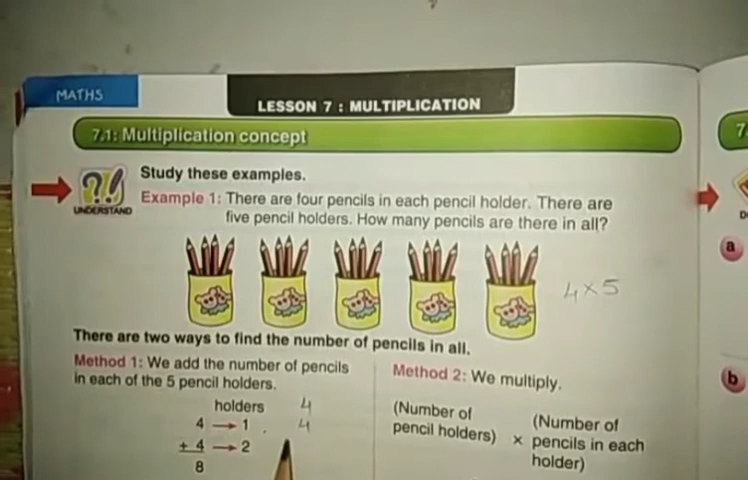 MATHS
LESSON 7 : MULTIPLICATION
7.1: Multiplication concept
7
Study these examples.
UNDERSTAND
Example 1: There are four pencils in each pencil holder. There are
five pencil holders. How many pencils are there in all?
a
4×5
There are two ways to find the number of pencils in all.
Method 1: We add the number of pencils
in each of the 5 pencil holders.
holders
4 → 1
+ 4 → 2
8
4
4
Method 2: We multiply.
(Number of
pencil holders) × (Number of
pencils in each
holder)
b